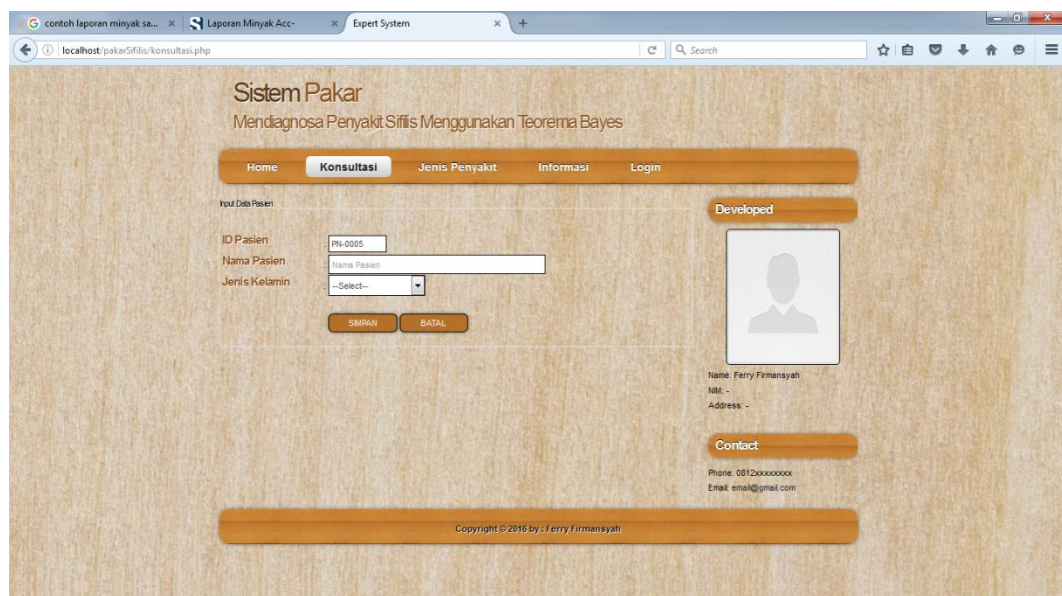 contoh laporan minyak sa... × Laporan Minyak Acc- × Expert System × +
localhost/pakarSifilis/konsultasi.php Search
Sistem Pakar
Mendiagnosa Penyakit Sifilis Menggunakan Teorema Bayes
Home Konsultasi Jenis Penyakit Informasi Login
Input Data Pasien
ID Pasien : PN-0005
Nama Pasien : Nama Pasien
Jenis Kelamin : --Select--
SIMPAN BATAL
Developed
Name: Ferry Firmansyah
NIM: -
Address: -
Contact
Phone: 0812xxxxxxxx
Email: email@gmail.com
Copyright © 2016 by : Ferry Firmansyah